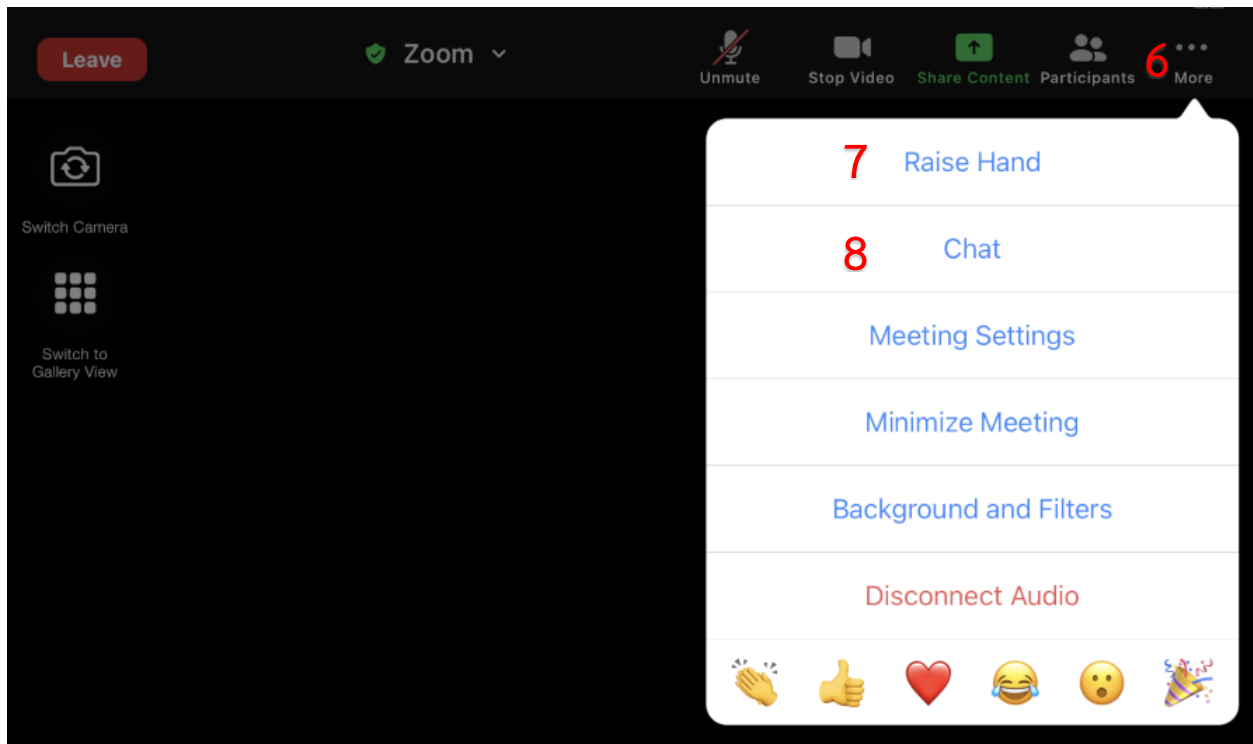 Leave
Zoom
Unmute
Stop Video
Share Content
Participants
6
More
7 Raise Hand
Switch Camera
8 Chat
Meeting Settings
Switch to
Gallery View
Minimize Meeting
Background and Filters
Disconnect Audio